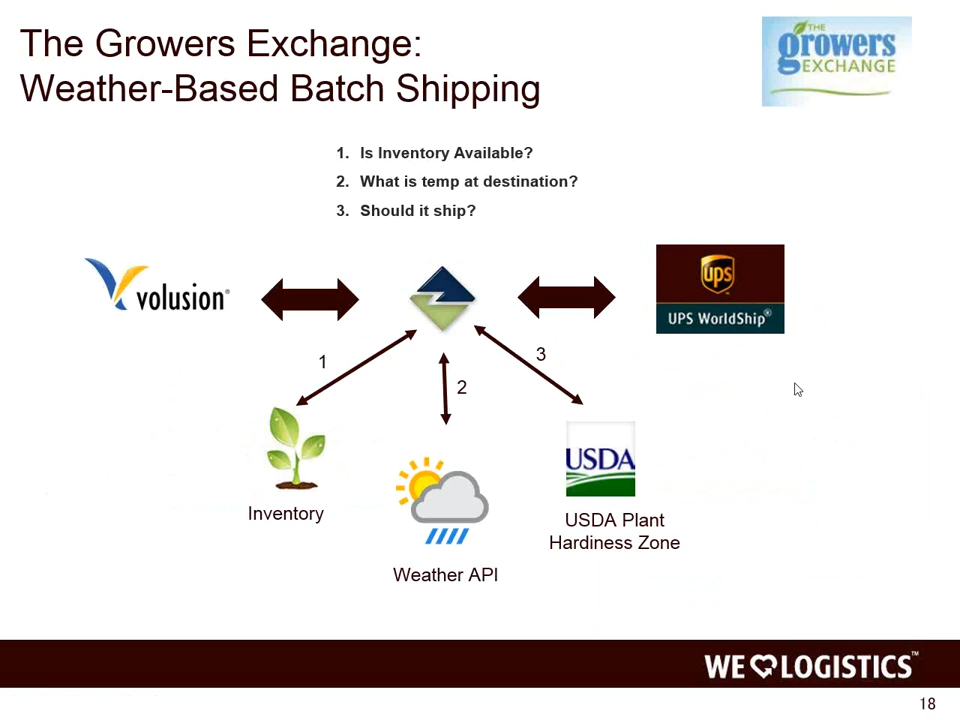 The Growers Exchange:
Weather-Based Batch Shipping
THE
growers
EXCHANGE
1. Is Inventory Available?
2. What is temp at destination?
3. Should it ship?
volusion®
ups
UPS WorldShip®
1
2
3
USDA
Inventory
USDA Plant
Hardiness Zone
Weather API
WE LOGISTICS™
18